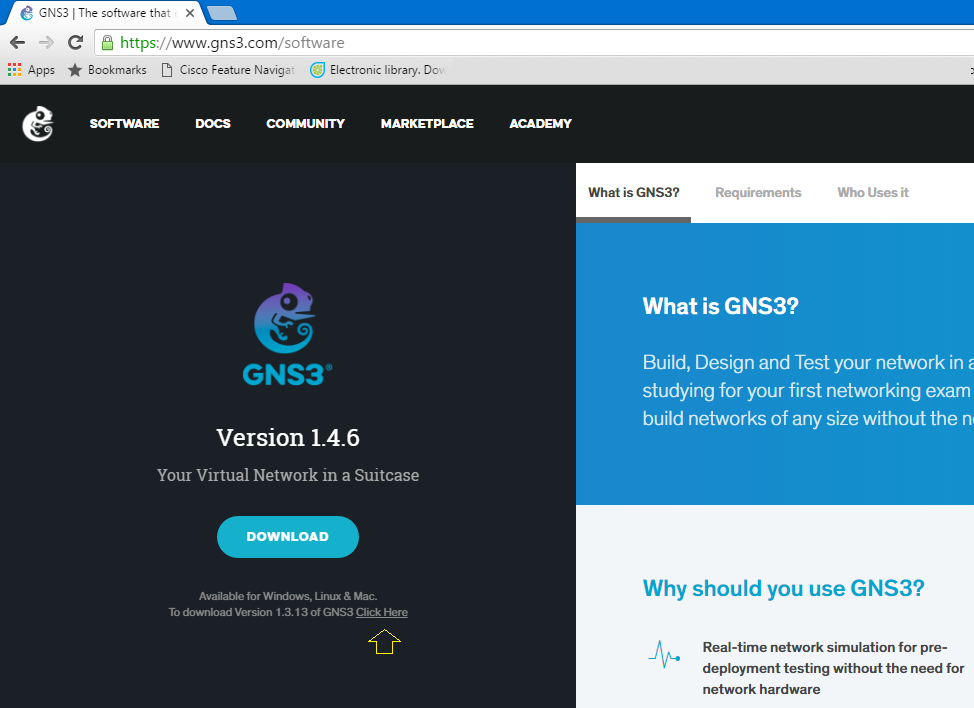 GNS3 | The software that
https://www.gns3.com/software
Apps Bookmarks Cisco Feature Navigat Electronic library. Dow
SOFTWARE DOCS COMMUNITY MARKETPLACE ACADEMY
What is GNS3? Requirements Who Uses it
GNS3®
Version 1.4.6
Your Virtual Network in a Suitcase
DOWNLOAD
Available for Windows, Linux & Mac.
To download Version 1.3.13 of GNS3 Click Here
What is GNS3?
Build, Design and Test your network in a
studying for your first networking exam
build networks of any size without the
Why should you use GNS3?
Real-time network simulation for pre-
deployment testing without the need for
network hardware